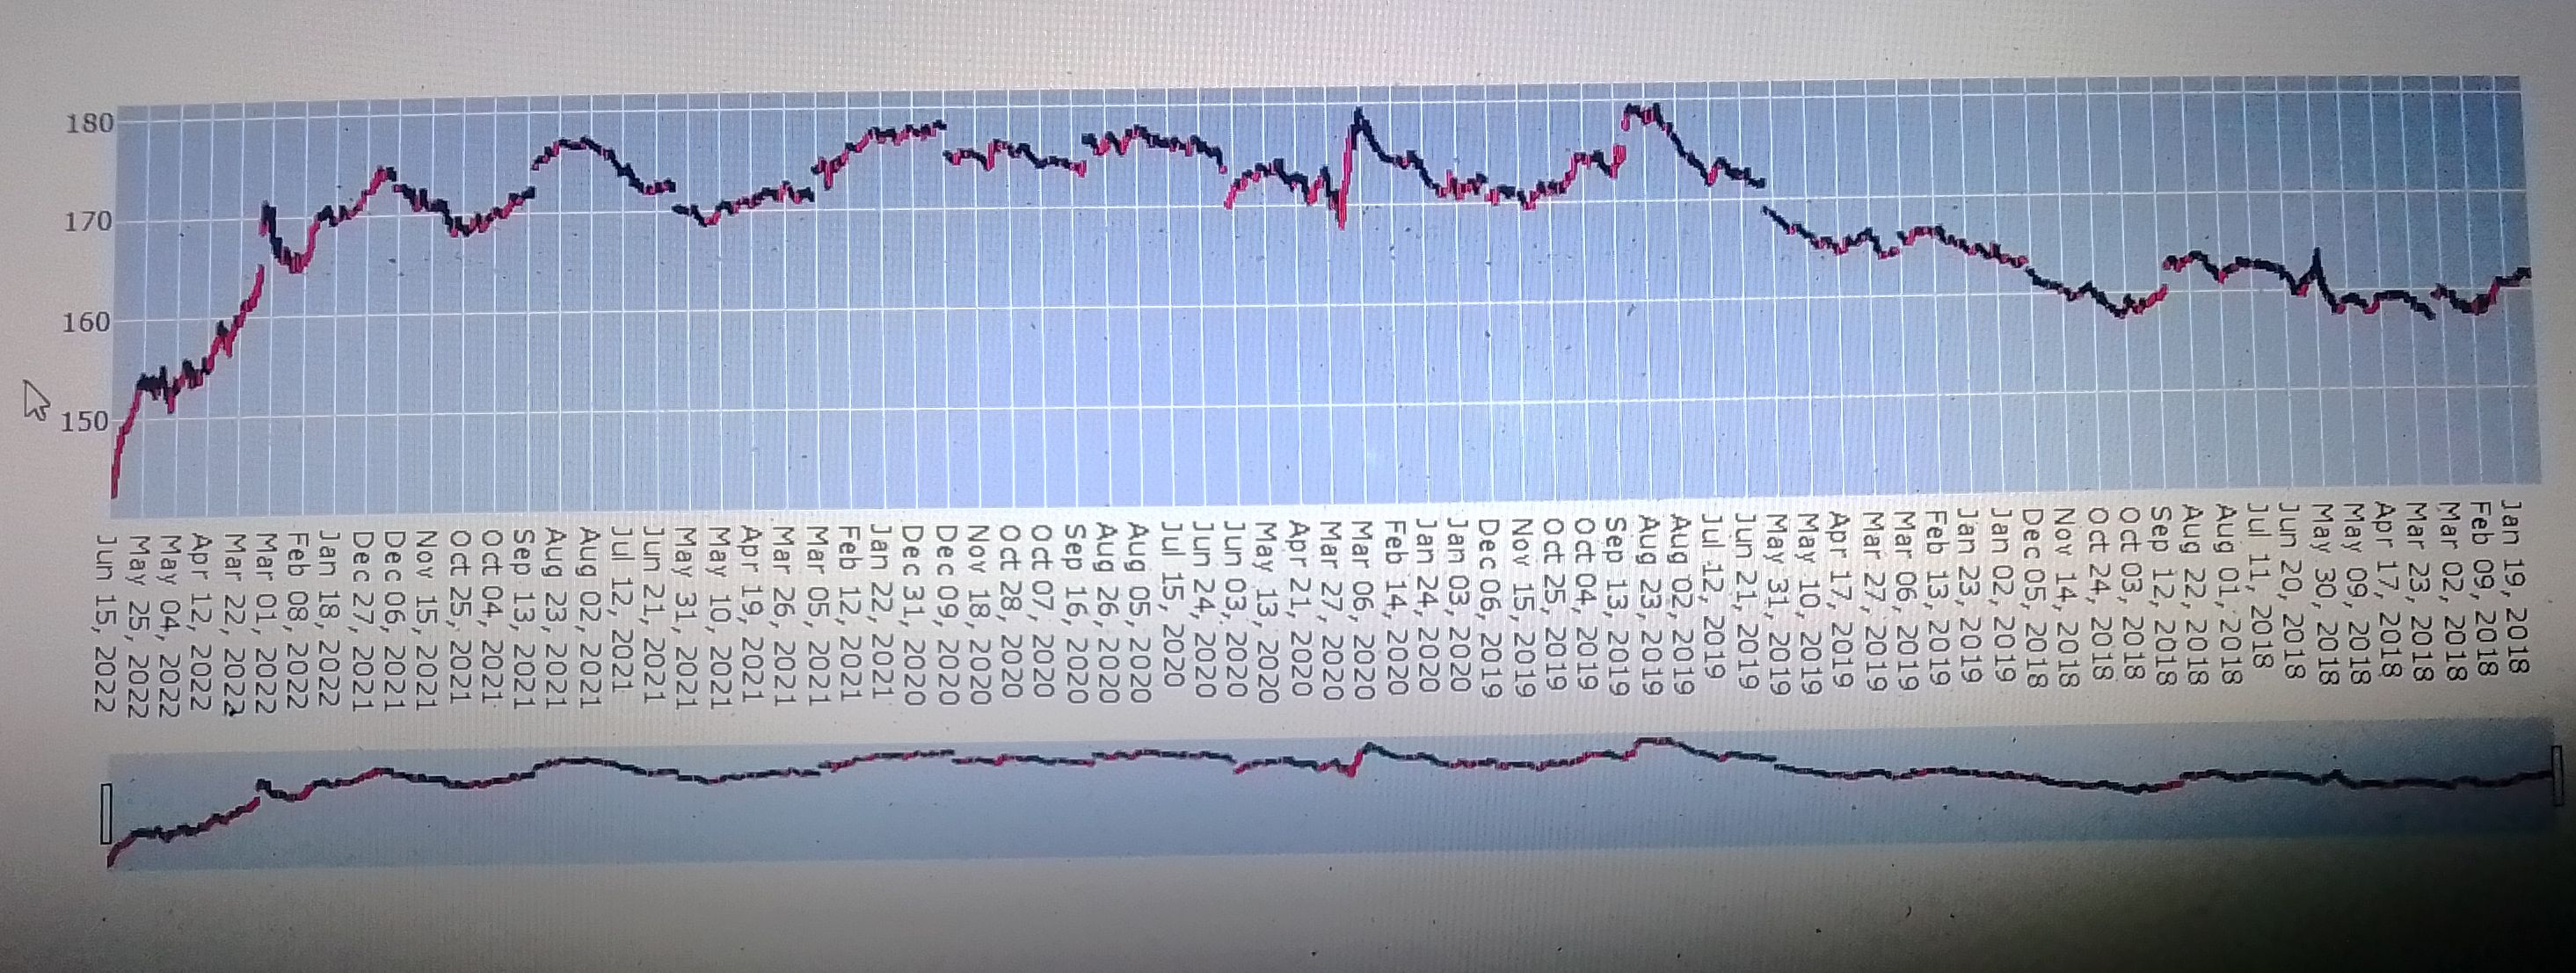 180
170
160
150
Jun 15, 2022
May 25, 2022
May 04, 2022
Apr 12, 2022
Mar 22, 2022
Mar 01, 2022
Feb 08, 2022
Jan 18, 2022
Dec 27, 2021
Dec 06, 2021
Nov 15, 2021
Oct 25, 2021
Oct 04, 2021
Sep 13, 2021
Aug 23, 2021
Aug 02, 2021
Jul 12, 2021
Jun 21, 2021
May 31, 2021
May 10, 2021
Apr 19, 2021
Mar 26, 2021
Mar 05, 2021
Feb 12, 2021
Jan 22, 2021
Dec 31, 2020
Dec 09, 2020
Nov 18, 2020
Oct 28, 2020
Oct 07, 2020
Sep 16, 2020
Aug 26, 2020
Aug 05, 2020
Jul 15, 2020
Jun 24, 2020
Jun 03, 2020
May 13, 2020
Apr 21, 2020
Mar 27, 2020
Mar 06, 2020
Feb 14, 2020
Jan 24, 2020
Jan 03, 2020
Dec 06, 2019
Nov 15, 2019
Oct 25, 2019
Oct 04, 2019
Sep 13, 2019
Aug 23, 2019
Aug 02, 2019
Jul 12, 2019
Jun 21, 2019
May 31, 2019
May 10, 2019
Apr 17, 2019
Mar 27, 2019
Mar 06, 2019
Feb 13, 2019
Jan 23, 2019
Jan 02, 2019
Dec 05, 2018
Nov 14, 2018
Oct 24, 2018
Oct 03, 2018
Sep 12, 2018
Aug 22, 2018
Aug 01, 2018
Jul 11, 2018
Jun 20, 2018
May 30, 2018
May 09, 2018
Apr 17, 2018
Mar 23, 2018
Mar 02, 2018
Feb 09, 2018
Jan 19, 2018